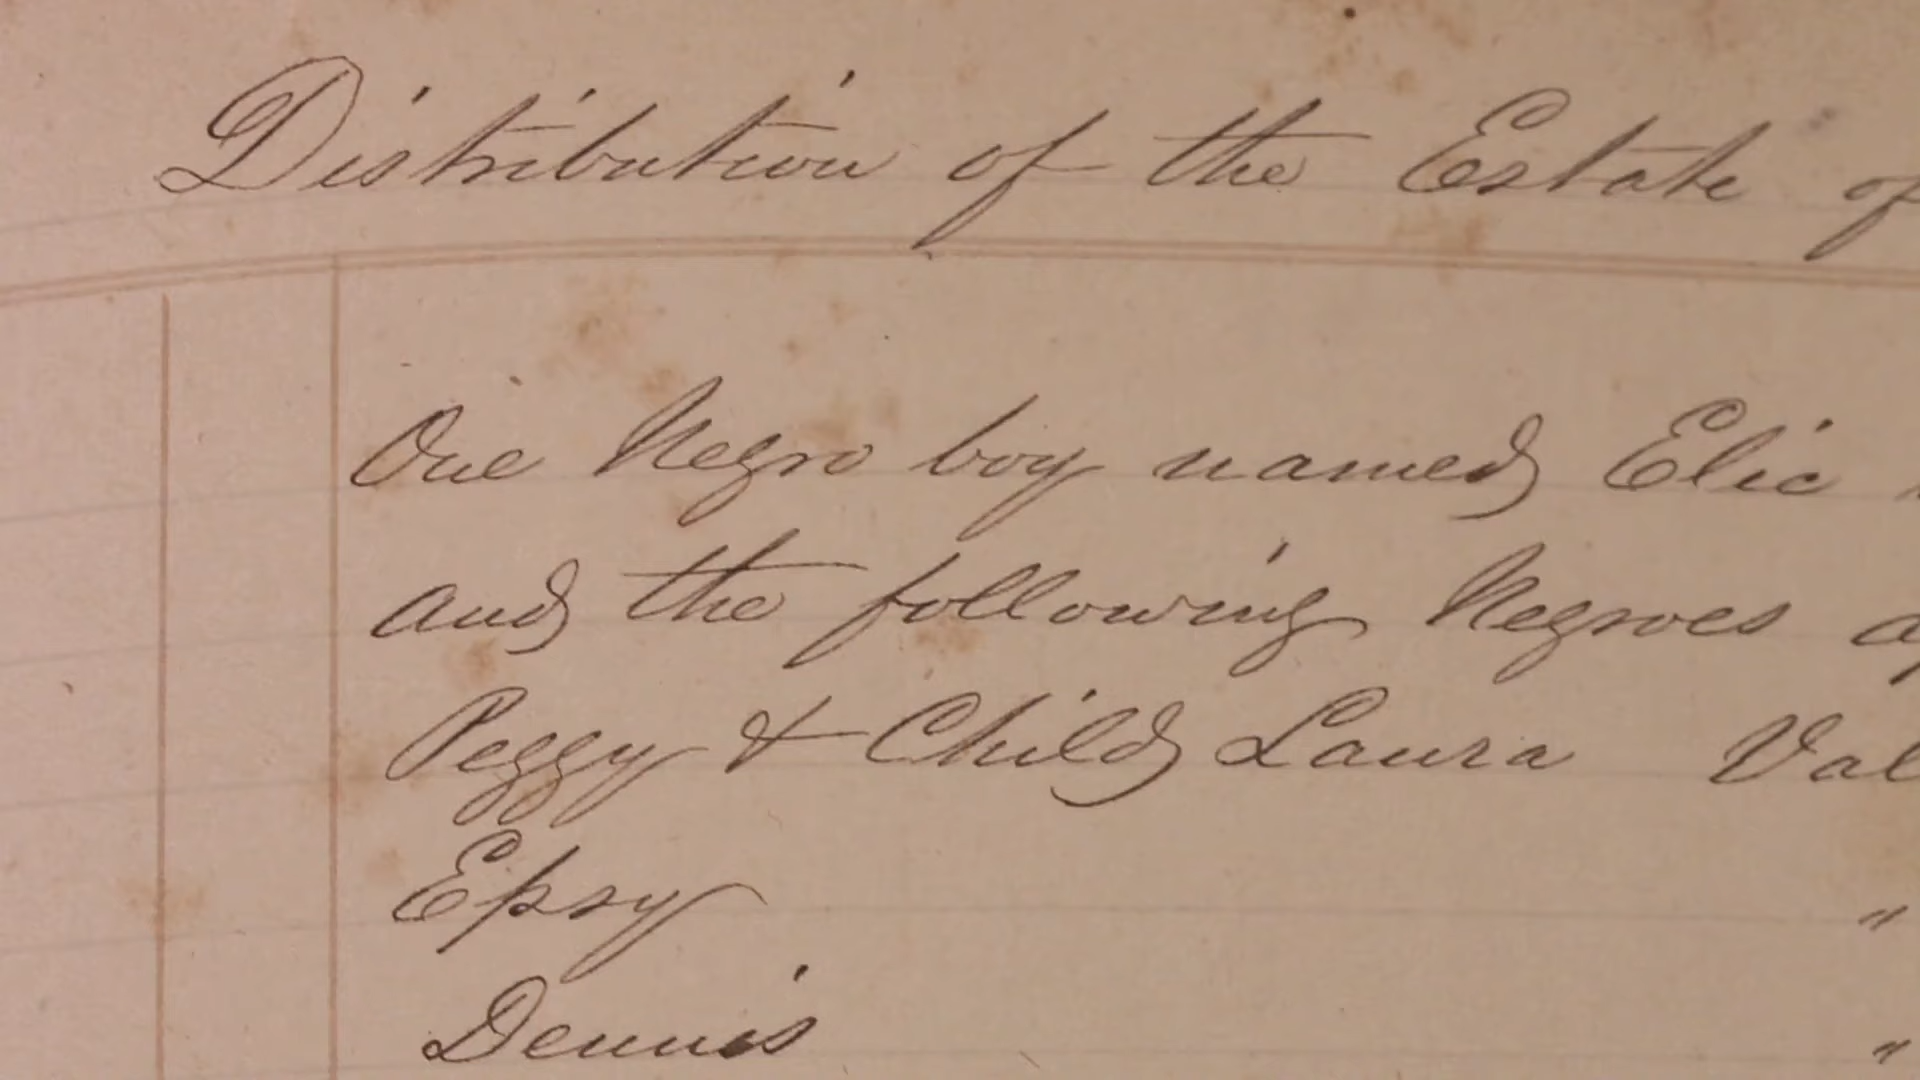 Distribution of the Estate of
One Negro boy named Elic
and the following Negroes
Peggy & Child Laura Val
Epsy "
Dennis "